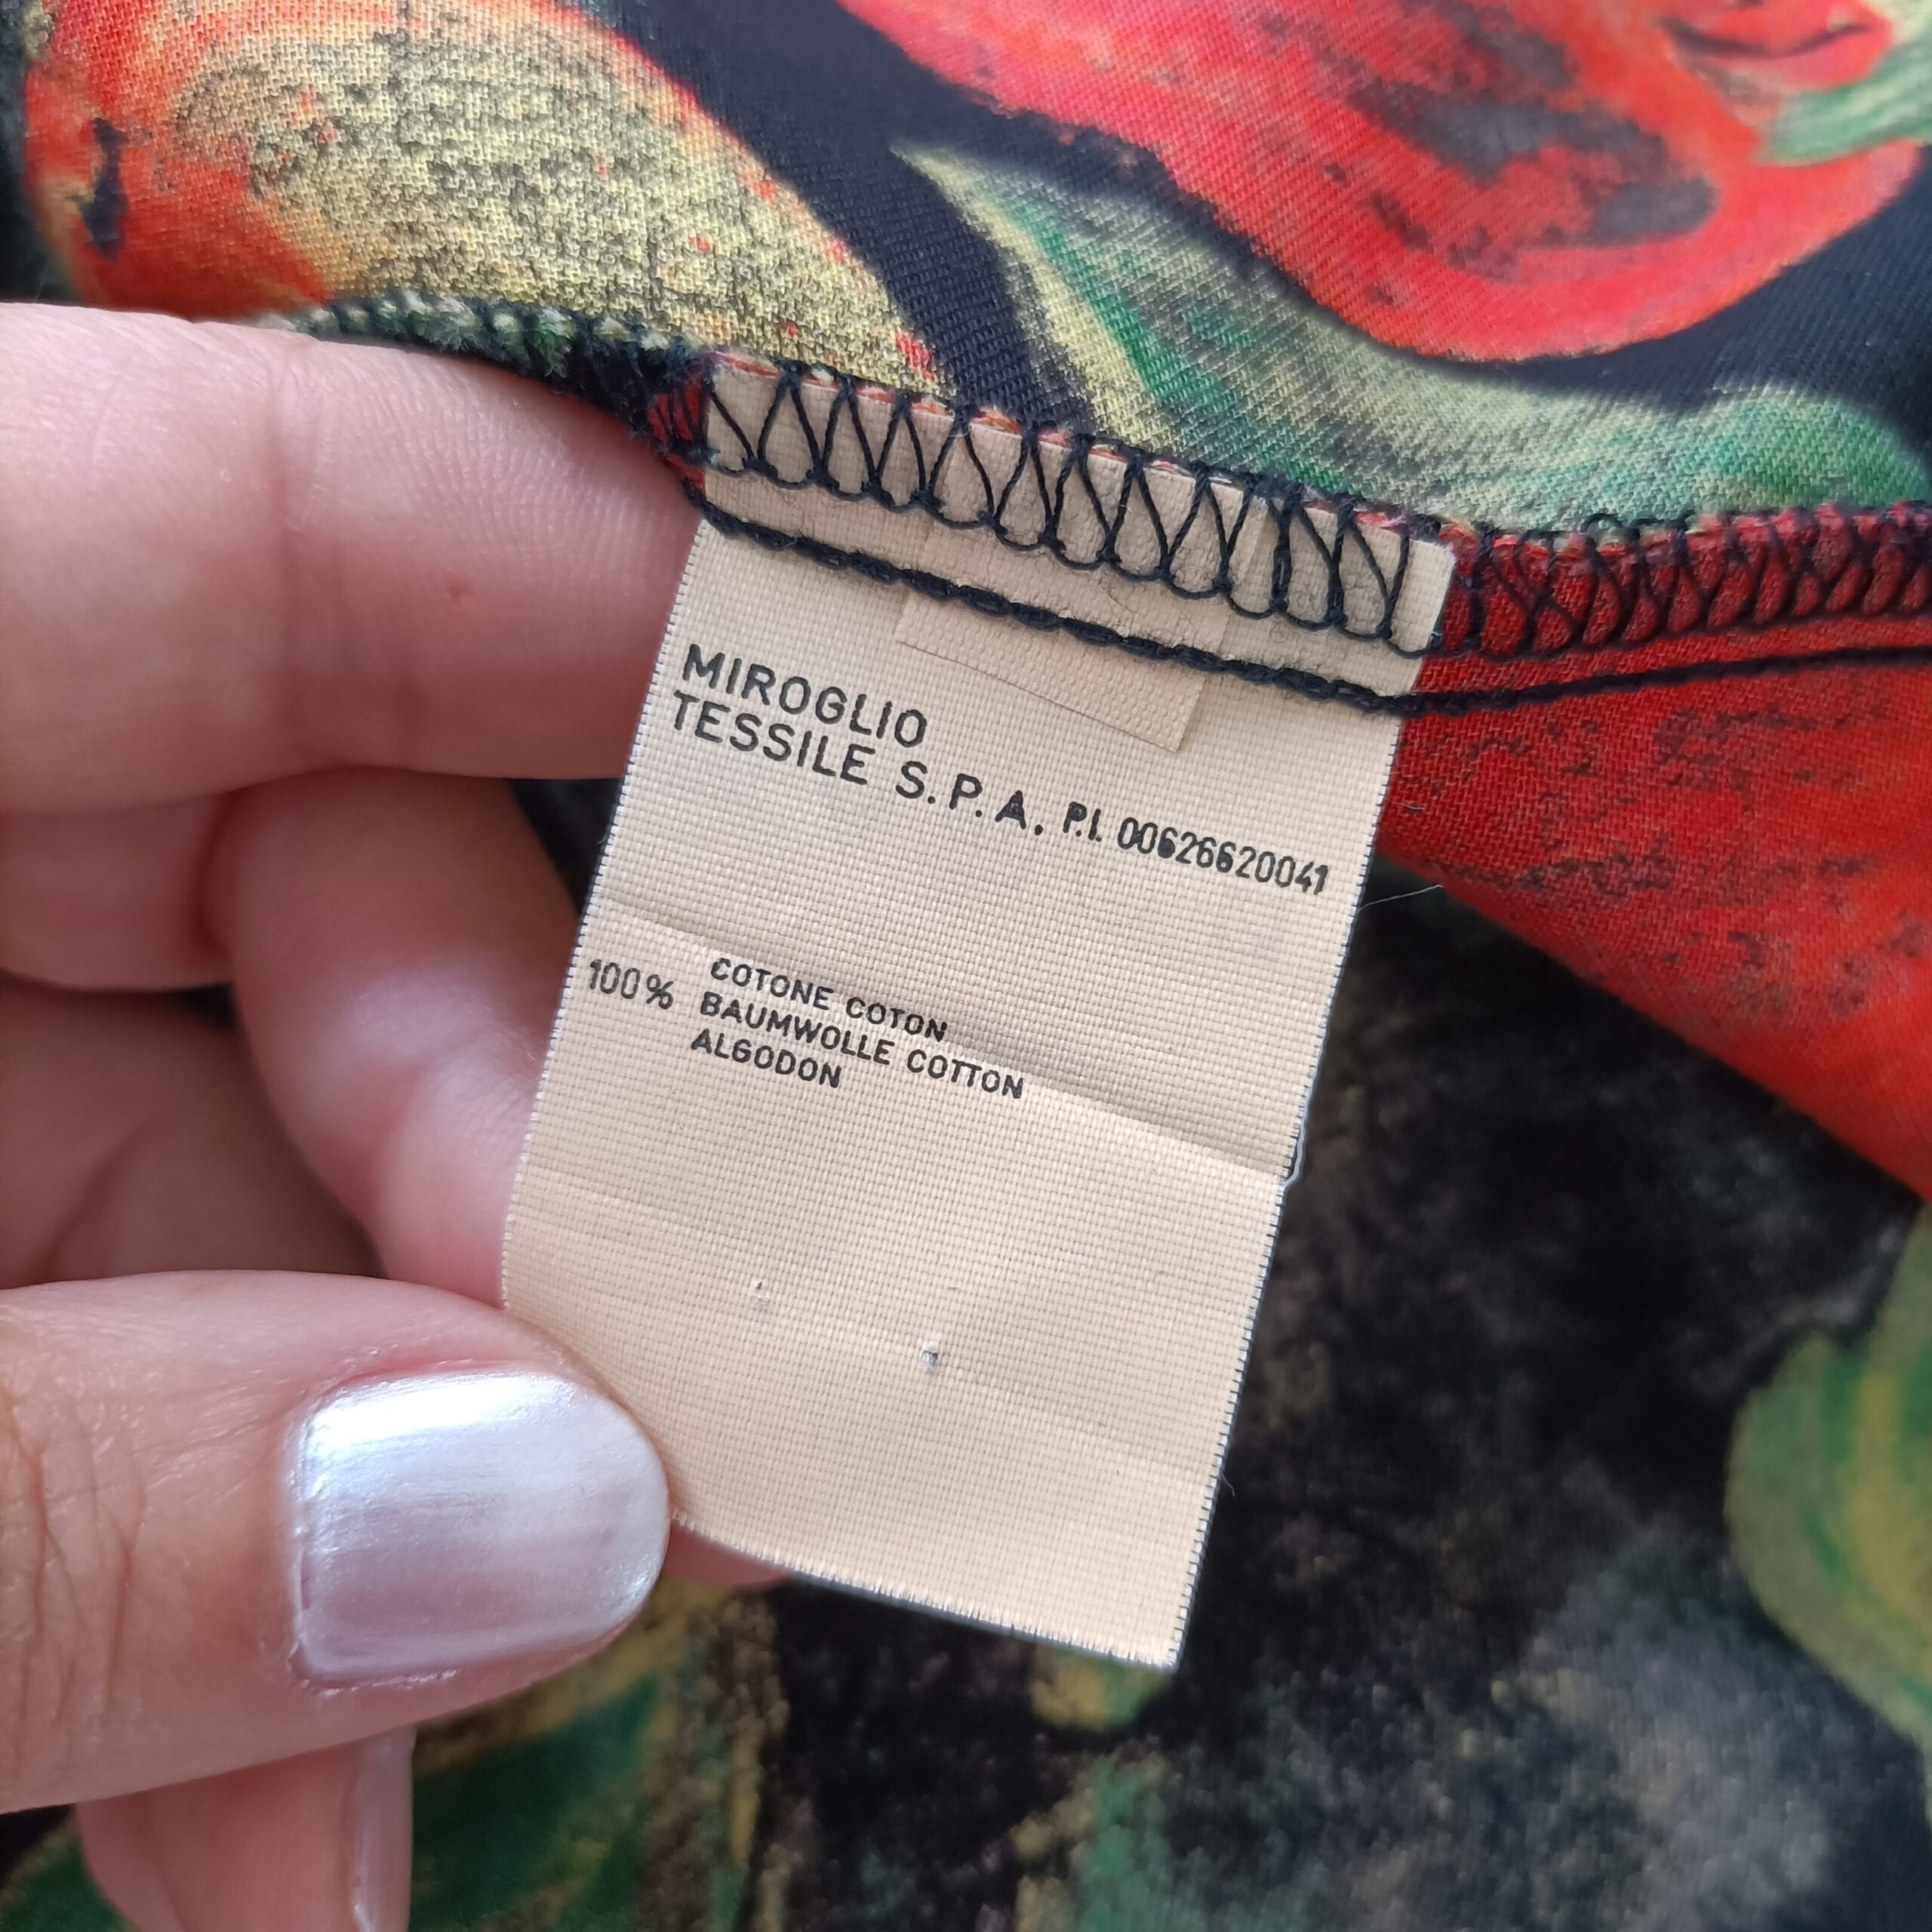 MIROGLIO
TESSILE S.P.A. P.I. 00626620041
100% COTONE COTON
BAUMWOLLE COTTON
ALGODON